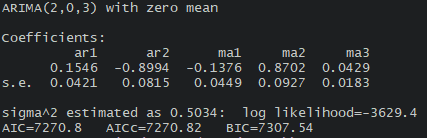 ARIMA(2,0,3) with zero mean
Coefficients:
ar1 ar2 ma1 ma2 ma3
0.1546 -0.8994 -0.1376 0.8702 0.0429
s.e. 0.0421 0.0815 0.0449 0.0927 0.0183
sigma^2 estimated as 0.5034: log likelihood=-3629.4
AIC=7270.8 AICc=7270.82 BIC=7307.54